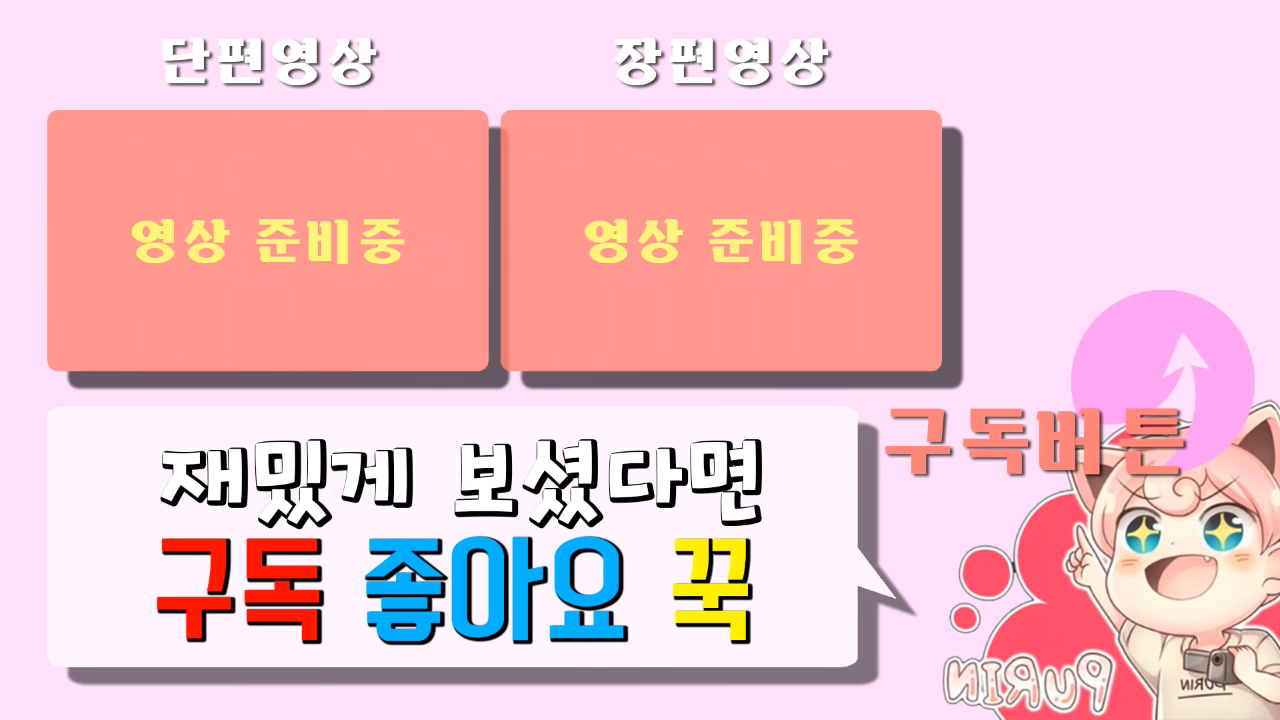 단편영상
장편영상
영상 준비중
영상 준비중
구독버튼
재밌게 보셨다면
구독 좋아요 꾹
PURIN
PURIN